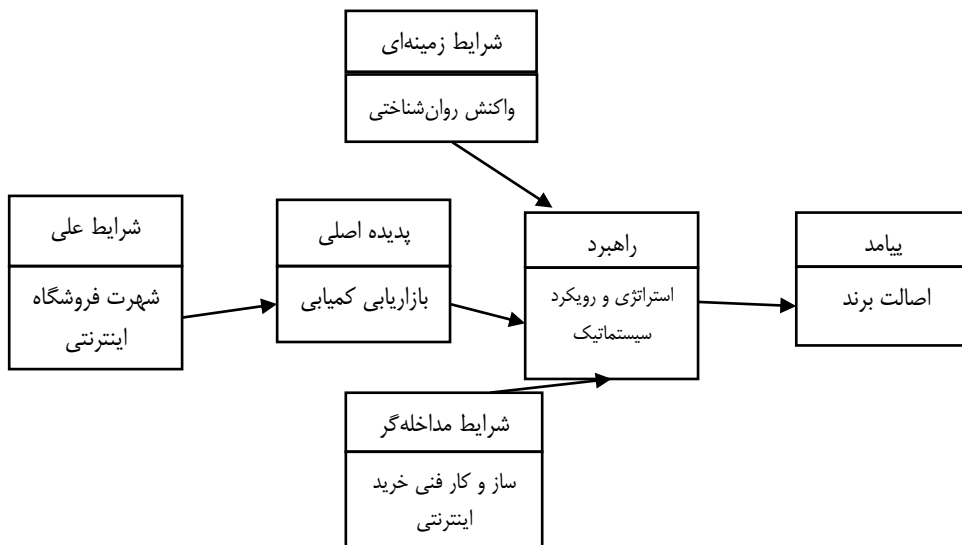 شرایط زمینه‌ای
واکنش روان‌شناختی
شرایط علی
شهرت فروشگاه
اینترنتی
پدیده اصلی
بازاریابی کمیابی
راهبرد
استراتژی و رویکرد
سیستماتیک
پیامد
اصالت برند
شرایط مداخله‌گر
ساز و کار فنی خرید
اینترنتی